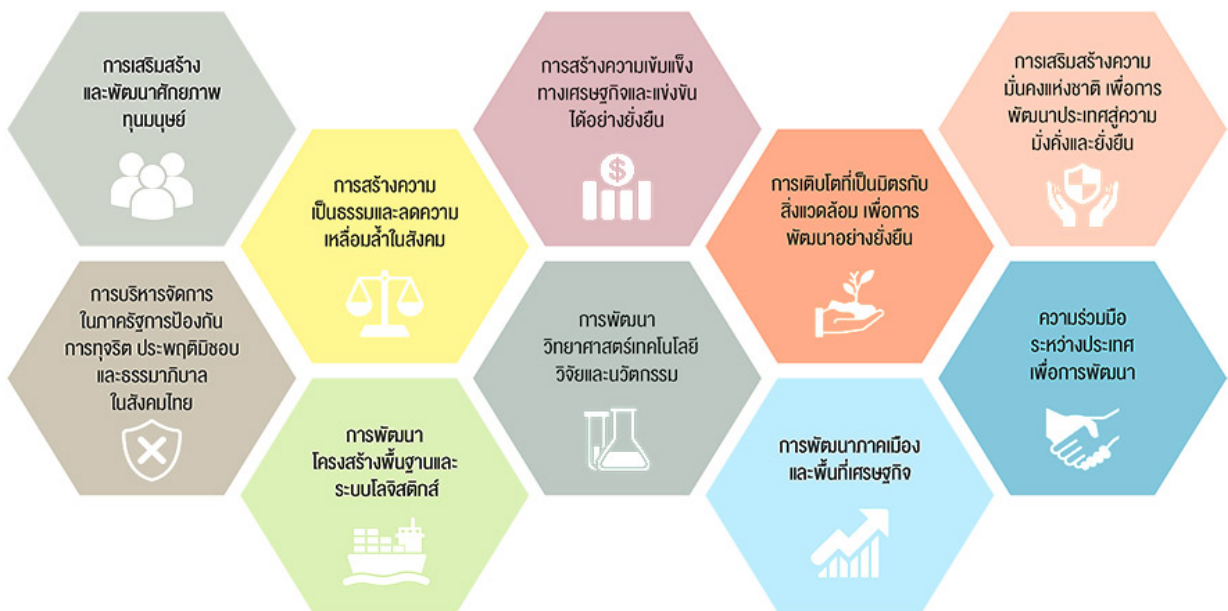 การเสริมสร้าง
และพัฒนาศักยภาพ
ทุนมนุษย์
การสร้างความ
เป็นธรรมและลดความ
เหลื่อมล้ำในสังคม
การสร้างความเข้มแข็ง
ทางเศรษฐกิจและแข่งขัน
ได้อย่างยั่งยืน
การเติบโตที่เป็นมิตรกับ
สิ่งแวดล้อม เพื่อการ
พัฒนาอย่างยั่งยืน
การเสริมสร้างความ
มั่นคงแห่งชาติ เพื่อการ
พัฒนาประเทศสู่ความ
มั่งคั่งและยั่งยืน
การบริหารจัดการ
ในภาครัฐการป้องกัน
การทุจริต ประพฤติมิชอบ
และธรรมาภิบาล
ในสังคมไทย
การพัฒนา
โครงสร้างพื้นฐานและ
ระบบโลจิสติกส์
การพัฒนา
วิทยาศาสตร์เทคโนโลยี
วิจัยและนวัตกรรม
การพัฒนาภาคเมือง
และพื้นที่เศรษฐกิจ
ความร่วมมือ
ระหว่างประเทศ
เพื่อการพัฒนา
$